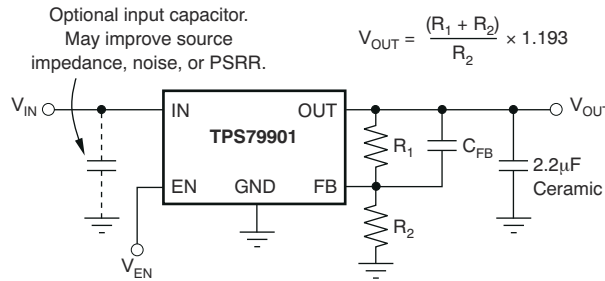 Optional input capacitor.
May improve source
impedance, noise, or PSRR.
V_OUT = (R_1 + R_2) / R_2 × 1.193
V_IN
IN
OUT
V_OUT
TPS79901
R_1
C_FB
2.2μF
Ceramic
EN
GND
FB
R_2
V_EN